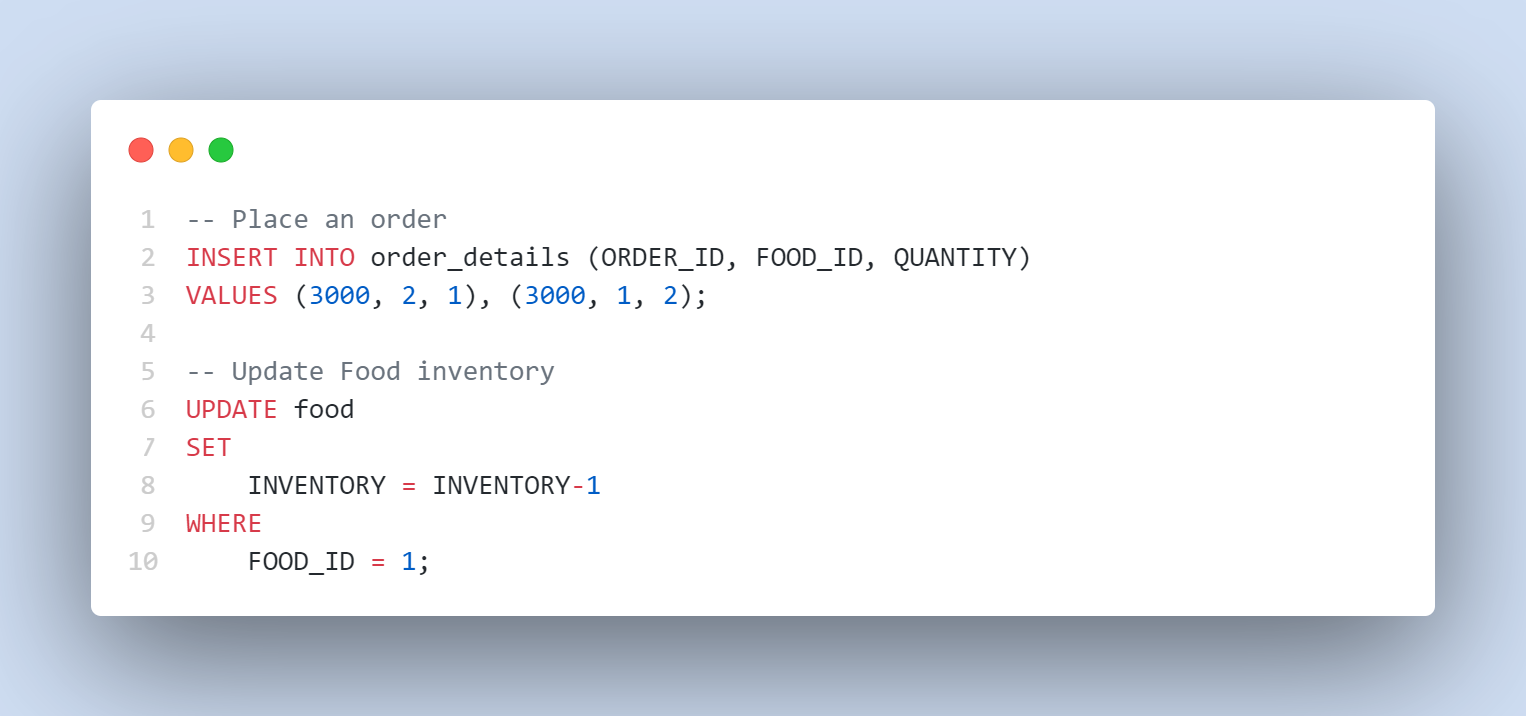 1 -- Place an order
2 INSERT INTO order_details (ORDER_ID, FOOD_ID, QUANTITY)
3 VALUES (3000, 2, 1), (3000, 1, 2);
4
5 -- Update Food inventory
6 UPDATE food
7 SET
8     INVENTORY = INVENTORY-1
9 WHERE
10     FOOD_ID = 1;